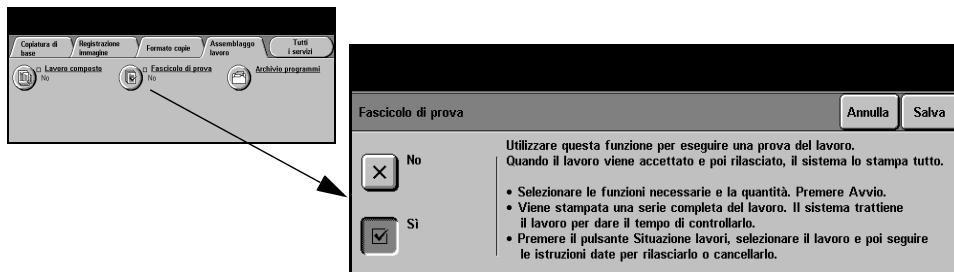 Copiatura di base
Registrazione immagine
Formato copie
Assemblaggio lavoro
Tutti i servizi
Lavoro composto
No
Fascicolo di prova
No
Archivio programmi
Fascicolo di prova
Annulla
Salva
No
Sì
Utilizzare questa funzione per eseguire una prova del lavoro.
Quando il lavoro viene accettato e poi rilasciato, il sistema lo stampa tutto.
• Selezionare le funzioni necessarie e la quantità. Premere Avvio.
• Viene stampata una serie completa del lavoro. Il sistema trattiene
il lavoro per dare il tempo di controllarlo.
• Premere il pulsante Situazione lavori, selezionare il lavoro e poi seguire
le istruzioni date per rilasciarlo o cancellarlo.